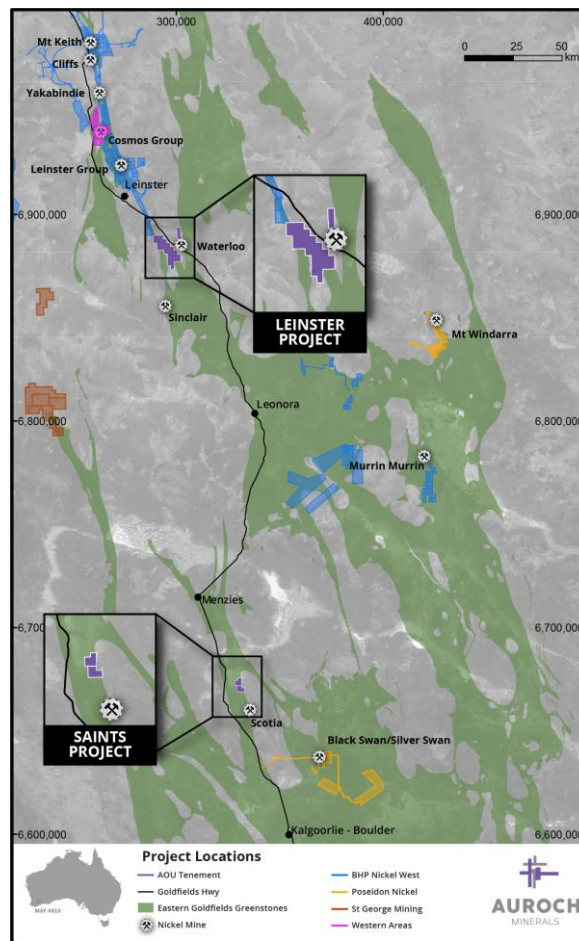 300,000
400,000
0
25
50
km
Mt Keith
Cliffs
Yakabindie
Cosmos Group
Leinster Group
Leinster
6,900,000
6,900,000
Waterloo
LEINSTER
PROJECT
Sinclair
Mt Windarra
Leonora
6,800,000
6,800,000
Murrin Murrin
Menzies
6,700,000
6,700,000
SAINTS
PROJECT
Scotia
Black Swan/Silver Swan
6,600,000
6,600,000
Kalgoorlie - Boulder
MAP AREA
Project Locations
AOU Tenement
Goldfields Hwy
Eastern Goldfields Greenstones
Nickel Mine
BHP Nickel West
Poseidon Nickel
St George Mining
Western Areas
AUROCH
MINERALS